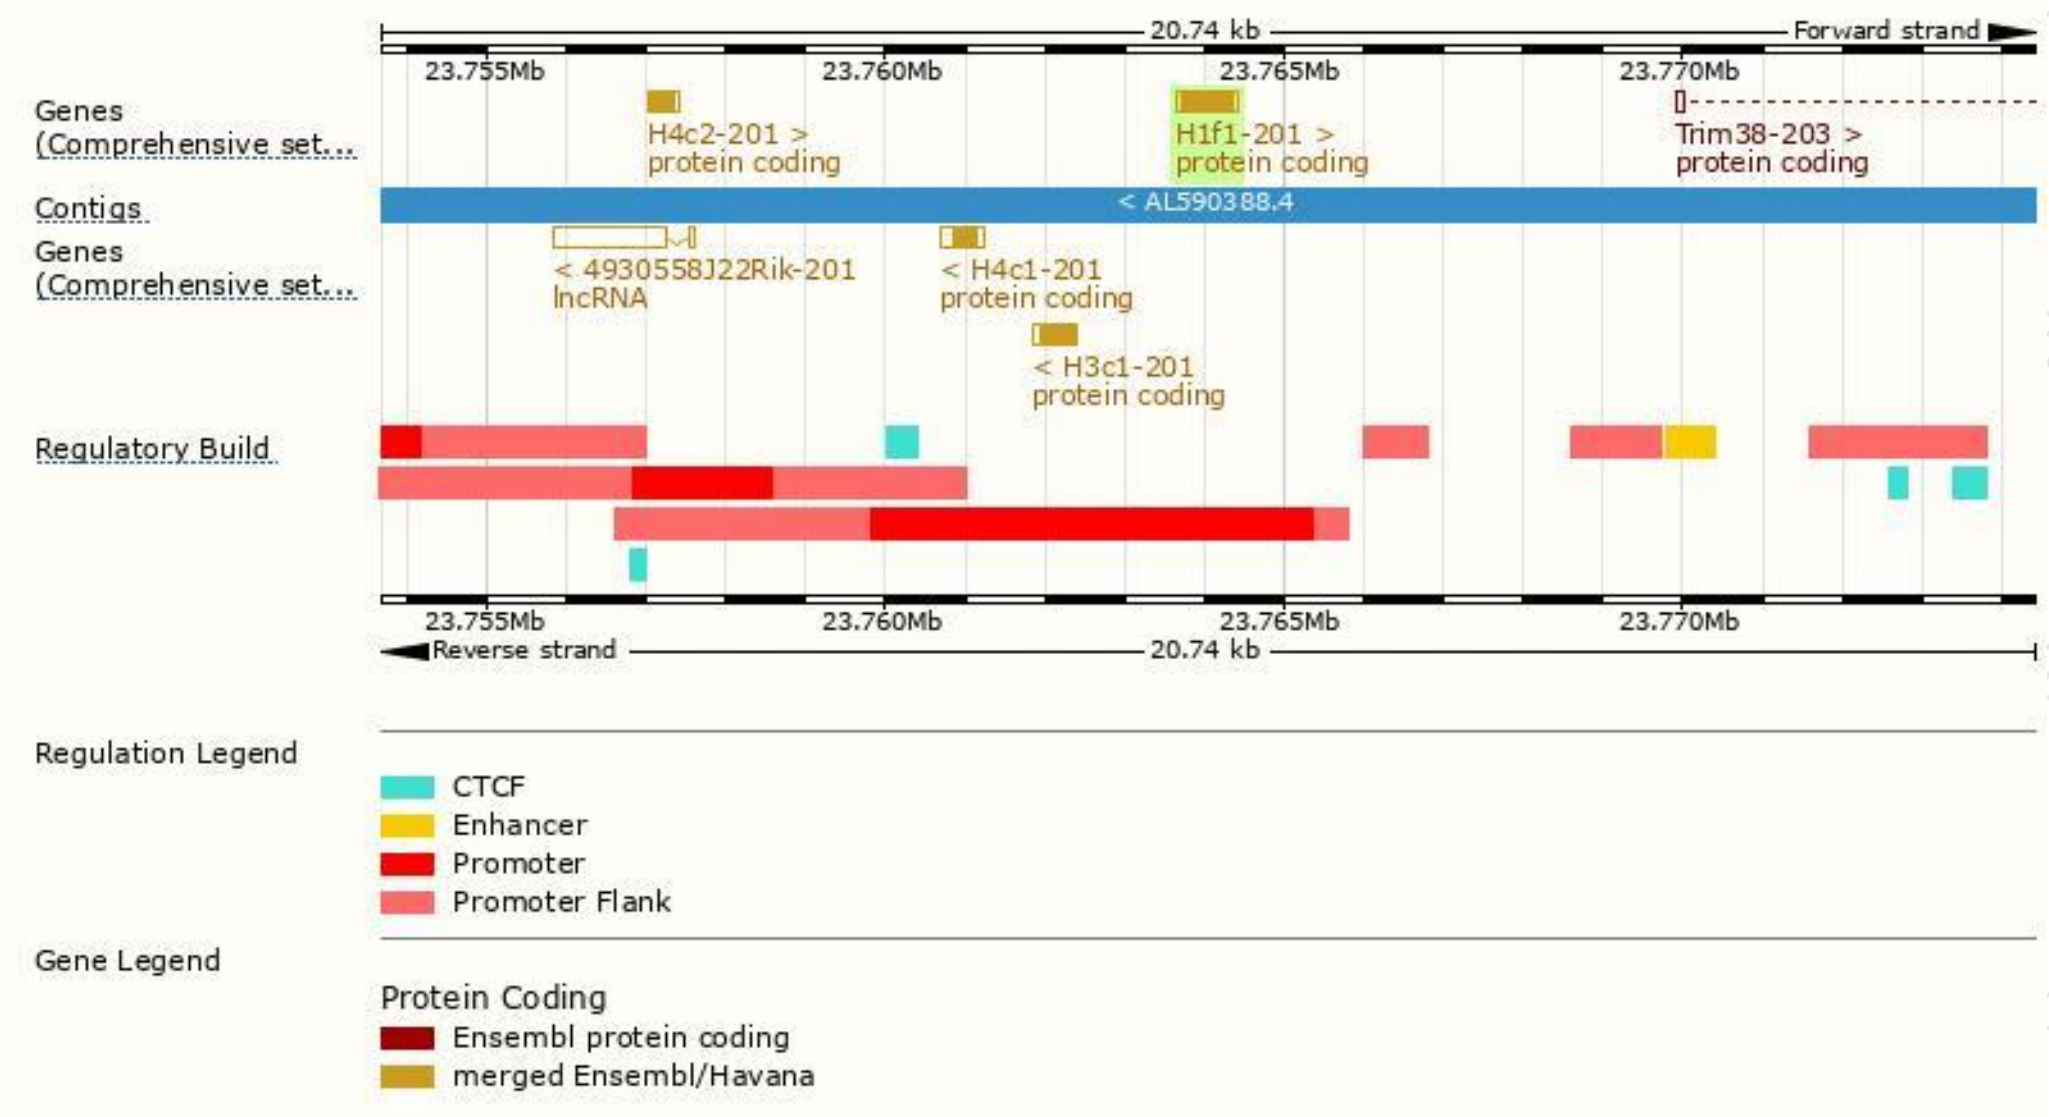 20.74 kb Forward strand
23.755Mb 23.760Mb 23.765Mb 23.770Mb
Genes
(Comprehensive set...
H4c2-201 > H1f1-201 > Trim38-203 >
protein coding protein coding protein coding
Contigs < AL590388.4
Genes
(Comprehensive set...
< 4930558J22Rik-201 < H4c1-201
lncRNA protein coding
< H3c1-201
protein coding
Regulatory Build
23.755Mb 23.760Mb 23.765Mb 23.770Mb
Reverse strand 20.74 kb
Regulation Legend
CTCF
Enhancer
Promoter
Promoter Flank
Gene Legend
Protein Coding
Ensembl protein coding
merged Ensembl/Havana